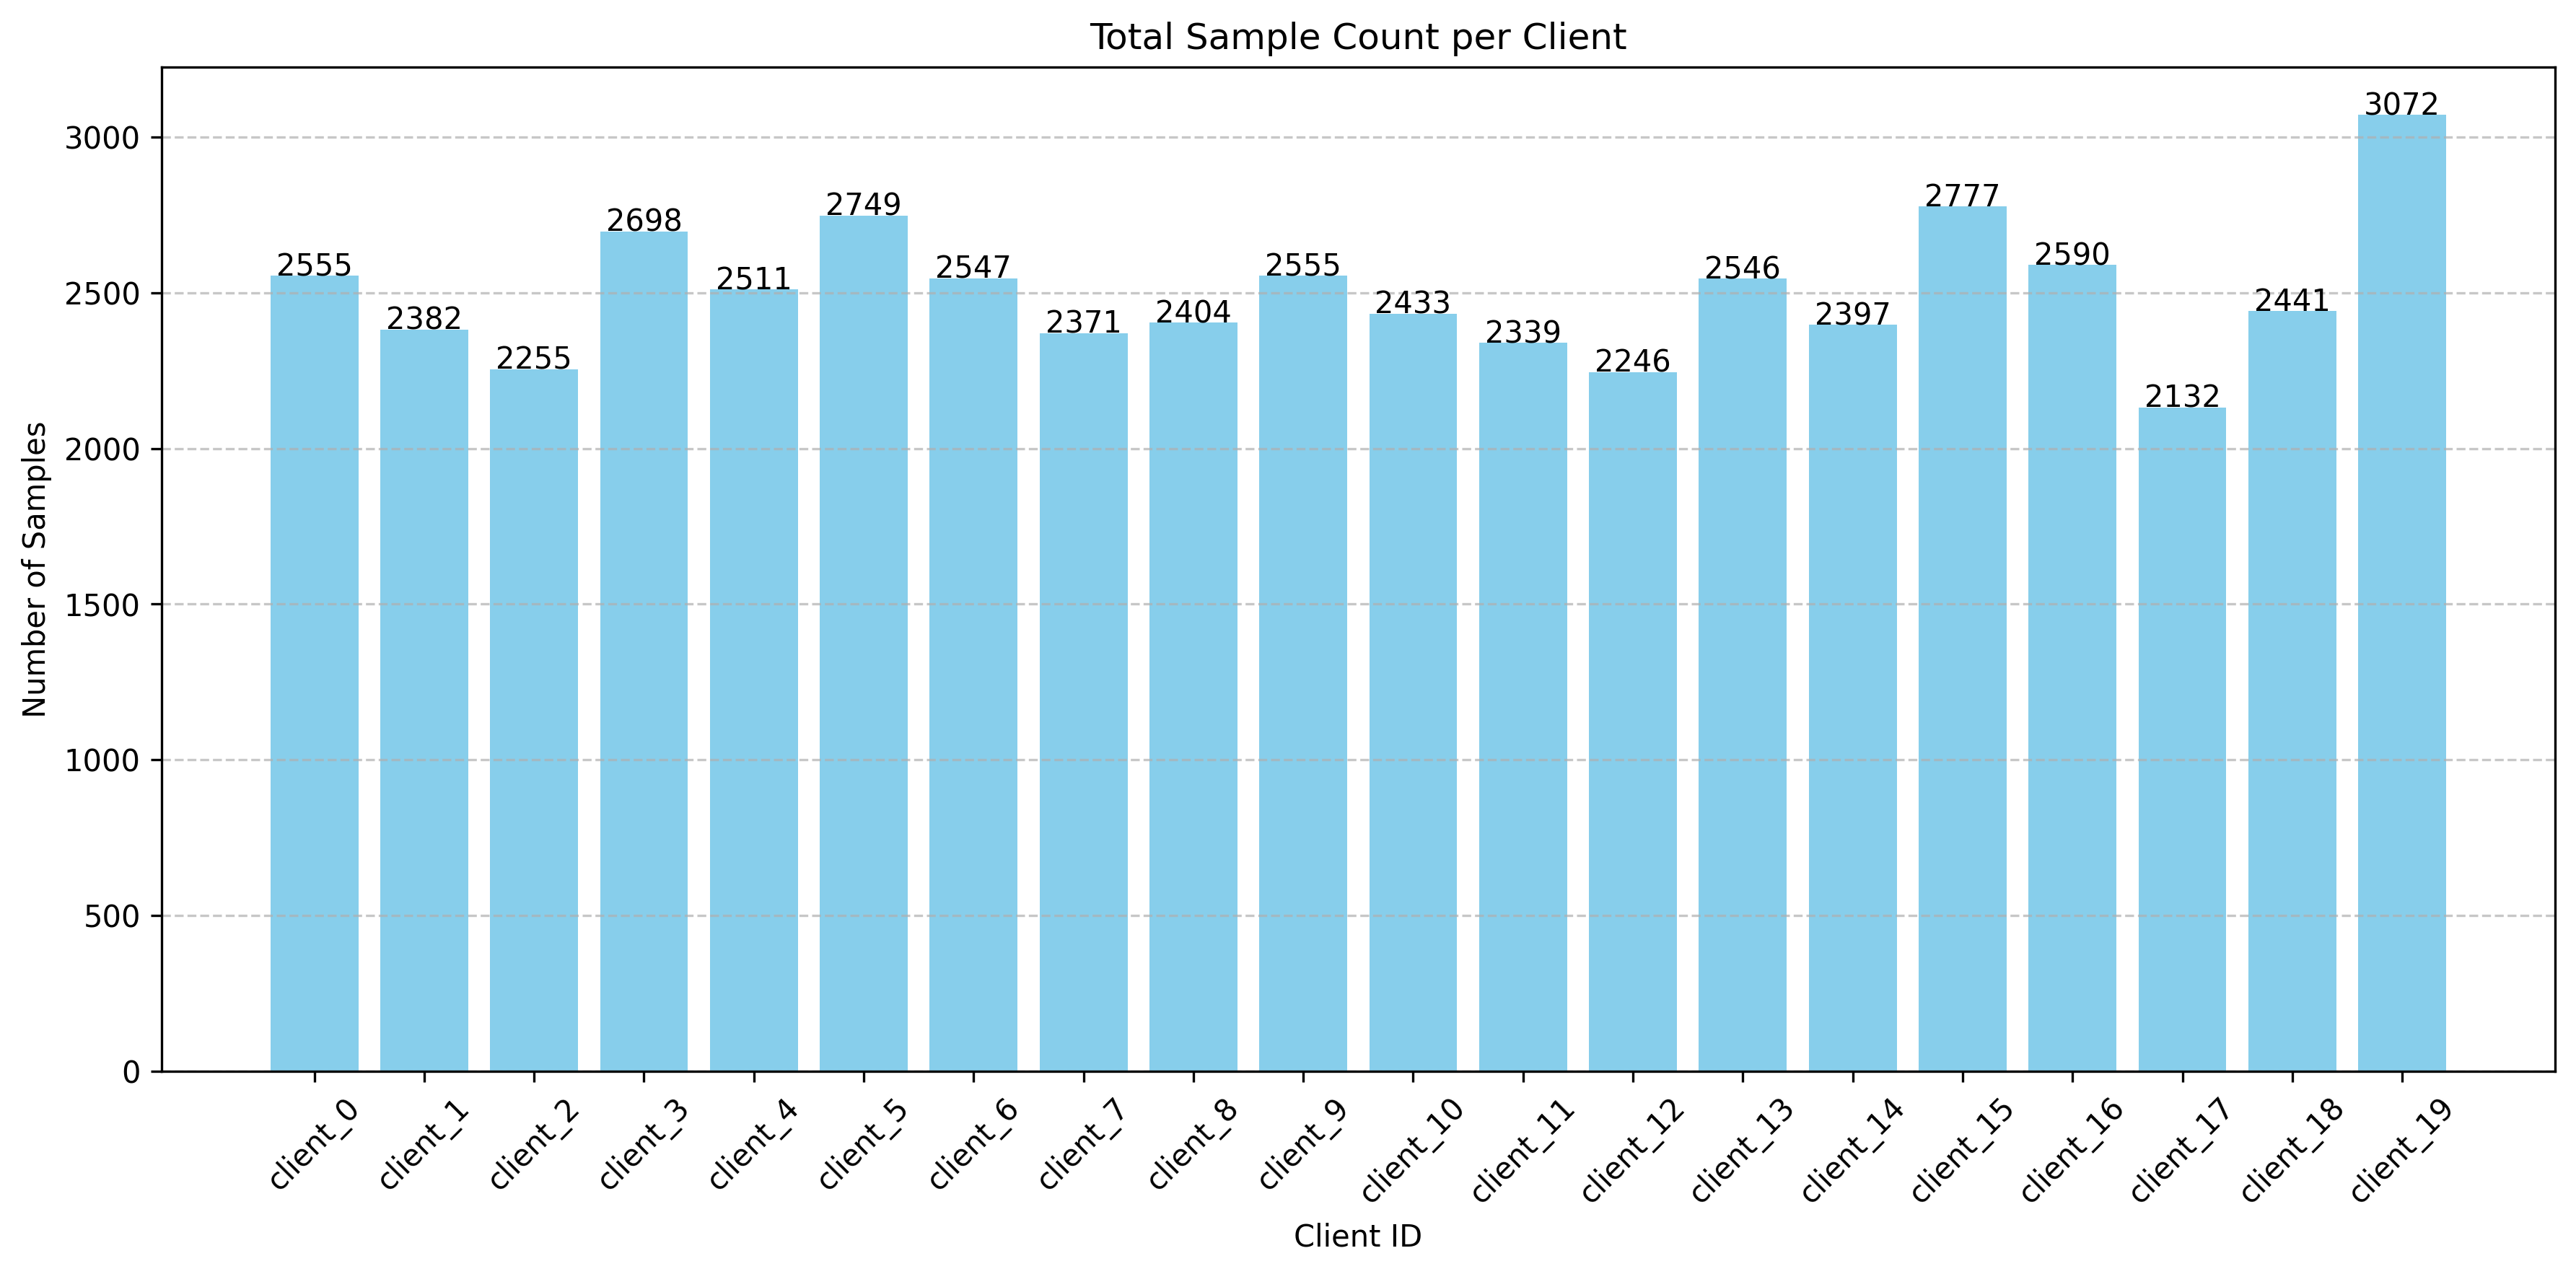 Total Sample Count per Client
Number of Samples
3000
2500
2000
1500
1000
500
0
2555
2382
2255
2698
2511
2749
2547
2371
2404
2555
2433
2339
2246
2546
2397
2777
2590
2132
2441
3072
client_0
client_1
client_2
client_3
client_4
client_5
client_6
client_7
client_8
client_9
client_10
client_11
client_12
client_13
client_14
client_15
client_16
client_17
client_18
client_19
Client ID